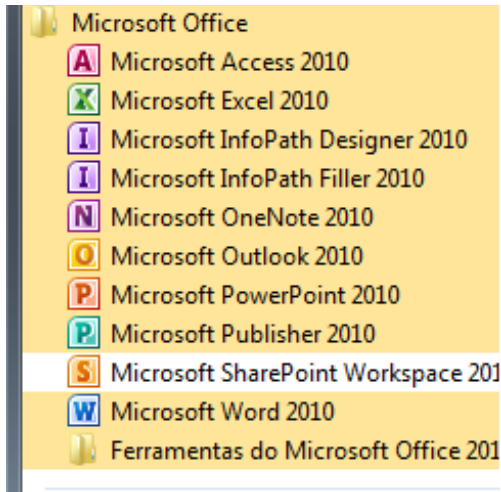 Microsoft Office
Microsoft Access 2010
Microsoft Excel 2010
Microsoft InfoPath Designer 2010
Microsoft InfoPath Filler 2010
Microsoft OneNote 2010
Microsoft Outlook 2010
Microsoft PowerPoint 2010
Microsoft Publisher 2010
Microsoft SharePoint Workspace 201
Microsoft Word 2010
Ferramentas do Microsoft Office 201